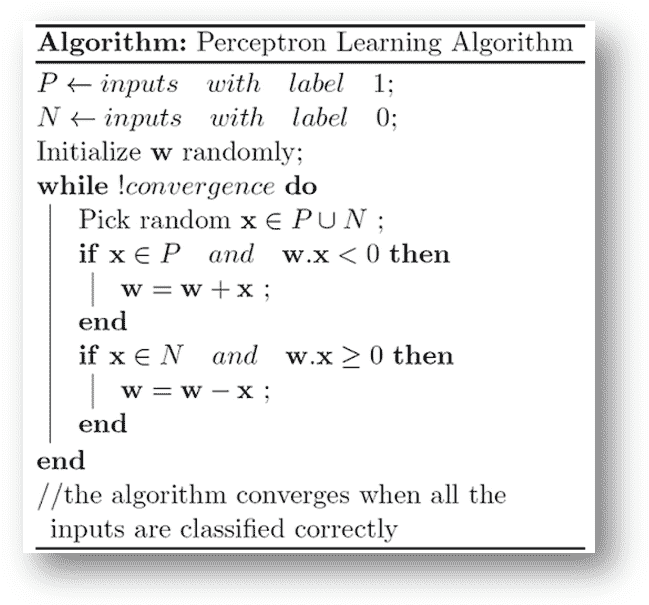 Algorithm: Perceptron Learning Algorithm
P ← inputs with label 1;
N ← inputs with label 0;
Initialize w randomly;
while !convergence do
Pick random x ∈ P ∪ N ;
if x ∈ P and w.x < 0 then
w = w + x ;
end
if x ∈ N and w.x ≥ 0 then
w = w − x ;
end
end
//the algorithm converges when all the
inputs are classified correctly